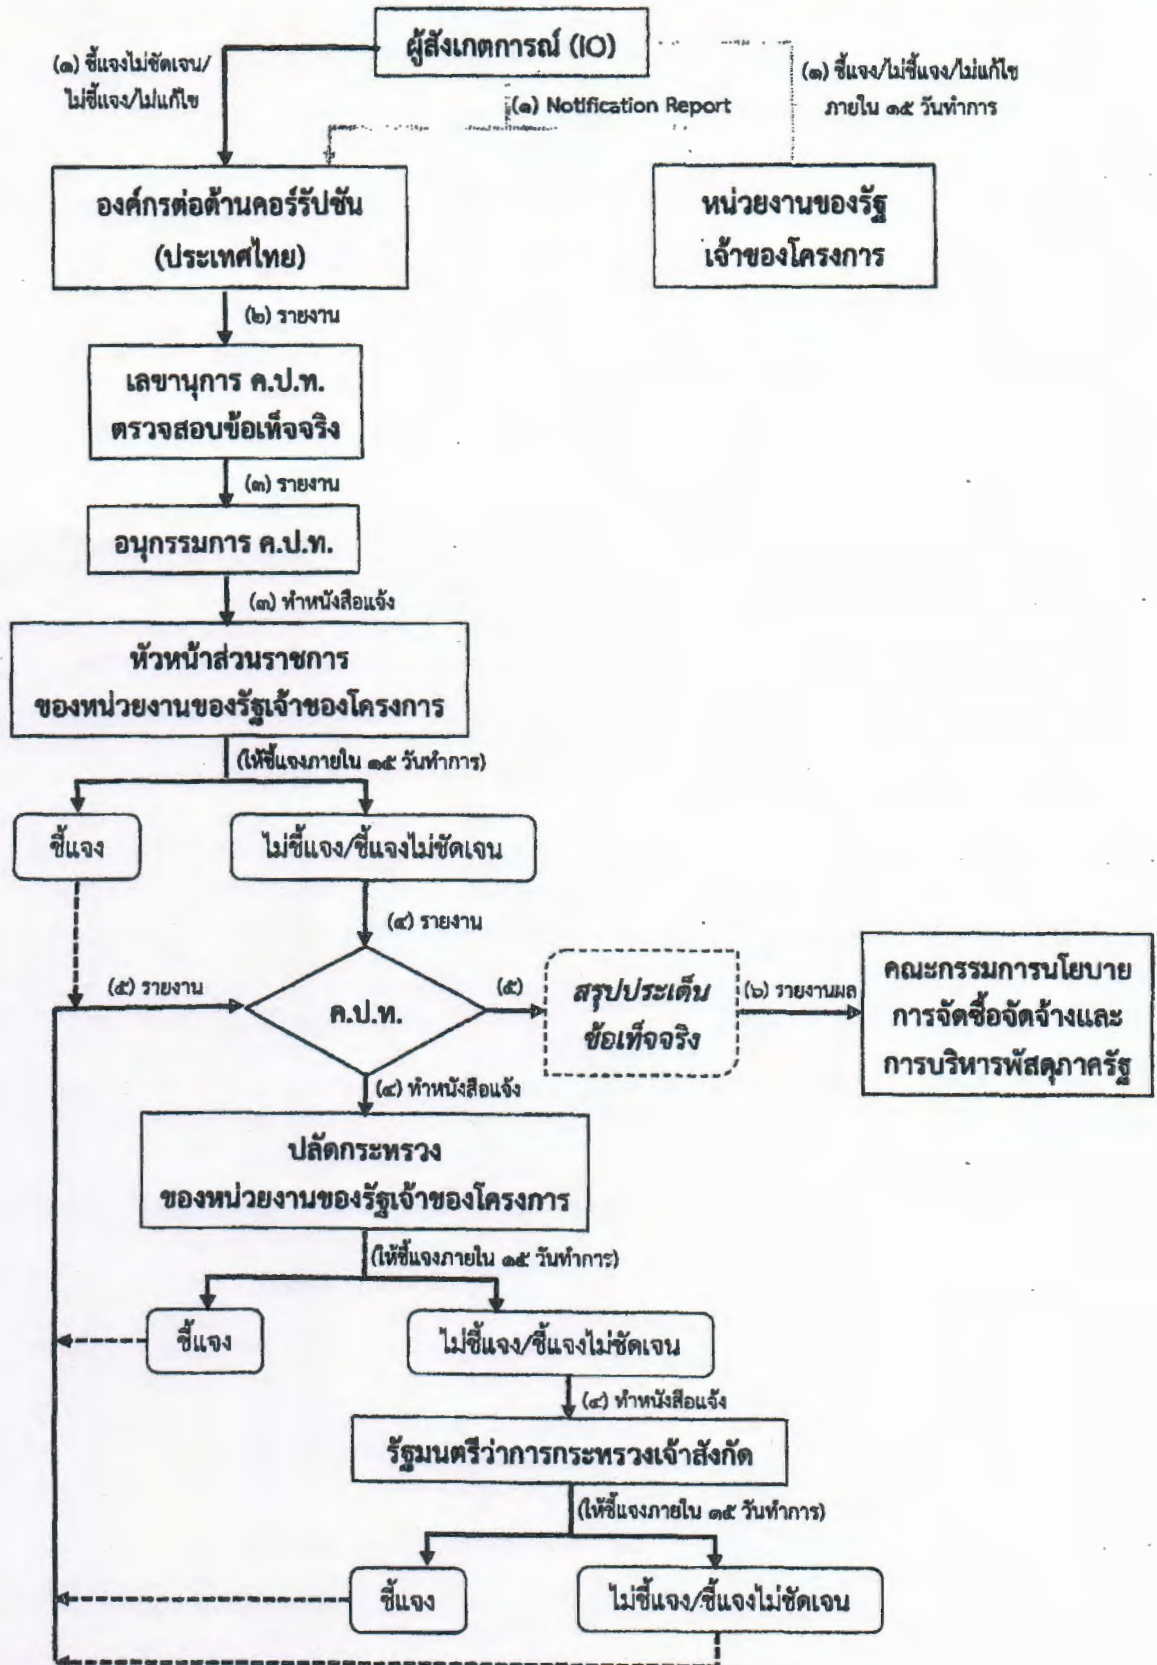 ผู้สังเกตการณ์ (IO)
(๑) ชี้แจงไม่ชัดเจน/
ไม่ชี้แจง/ไม่แก้ไข
(๑) Notification Report
(๑) ชี้แจง/ไม่ชี้แจง/ไม่แก้ไข
ภายใน ๑๕ วันทำการ
องค์กรต่อต้านคอร์รัปชัน
(ประเทศไทย)
หน่วยงานของรัฐ
เจ้าของโครงการ
(๒) รายงาน
เลขานุการ ค.ป.ท.
ตรวจสอบข้อเท็จจริง
(๓) รายงาน
อนุกรรมการ ค.ป.ท.
(๓) ทำหนังสือแจ้ง
หัวหน้าส่วนราชการ
ของหน่วยงานของรัฐเจ้าของโครงการ
(ให้ชี้แจงภายใน ๑๕ วันทำการ)
ชี้แจง
ไม่ชี้แจง/ชี้แจงไม่ชัดเจน
(๔) รายงาน
(๕) รายงาน
ค.ป.ท.
(๕)
สรุปประเด็น
ข้อเท็จจริง
(๖) รายงานผล
คณะกรรมการนโยบาย
การจัดซื้อจัดจ้างและ
การบริหารพัสดุภาครัฐ
(๔) ทำหนังสือแจ้ง
ปลัดกระทรวง
ของหน่วยงานของรัฐเจ้าของโครงการ
(ให้ชี้แจงภายใน ๑๕ วันทำการ)
ชี้แจง
ไม่ชี้แจง/ชี้แจงไม่ชัดเจน
(๔) ทำหนังสือแจ้ง
รัฐมนตรีว่าการกระทรวงเจ้าสังกัด
(ให้ชี้แจงภายใน ๑๕ วันทำการ)
ชี้แจง
ไม่ชี้แจง/ชี้แจงไม่ชัดเจน